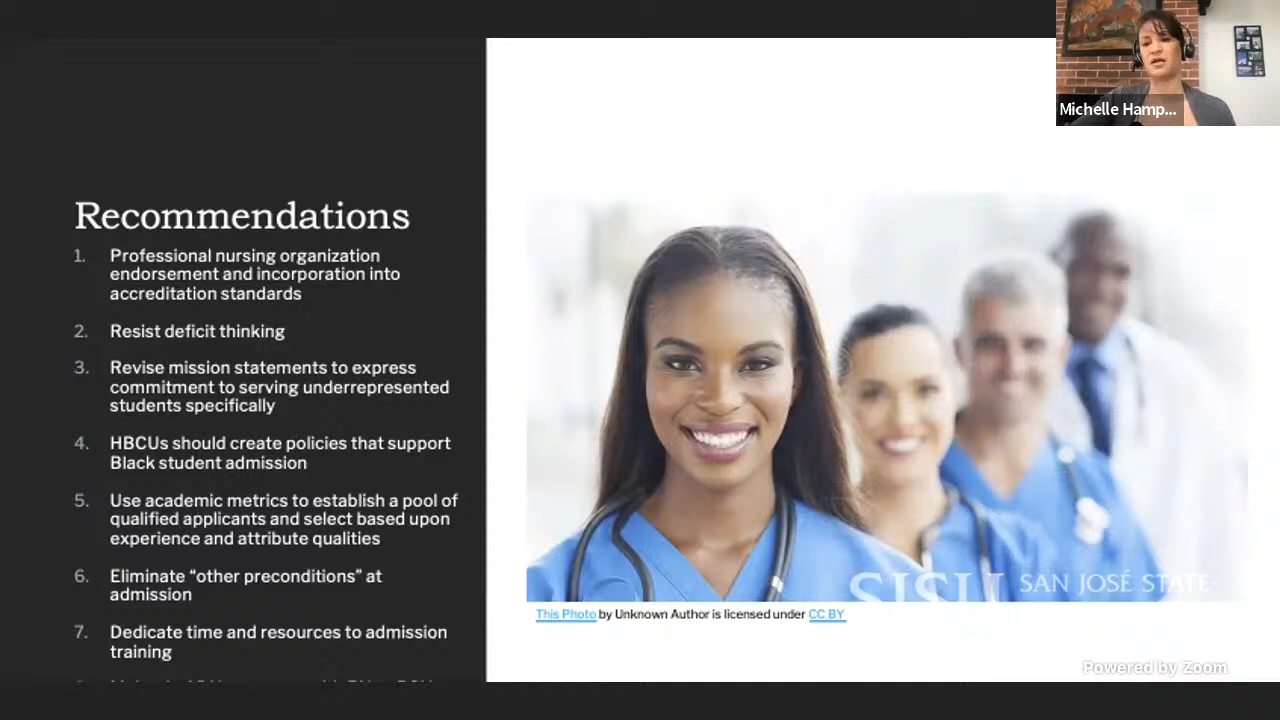 Michelle Hamp...
Recommendations
1. Professional nursing organization
endorsement and incorporation into
accreditation standards
2. Resist deficit thinking
3. Revise mission statements to express
commitment to serving underrepresented
students specifically
4. HBCUs should create policies that support
Black student admission
5. Use academic metrics to establish a pool of
qualified applicants and select based upon
experience and attribute qualities
6. Eliminate “other preconditions” at
admission
7. Dedicate time and resources to admission
training
SJSU SAN JOSÉ STATE
This Photo by Unknown Author is licensed under CC BY
Powered by Zoom